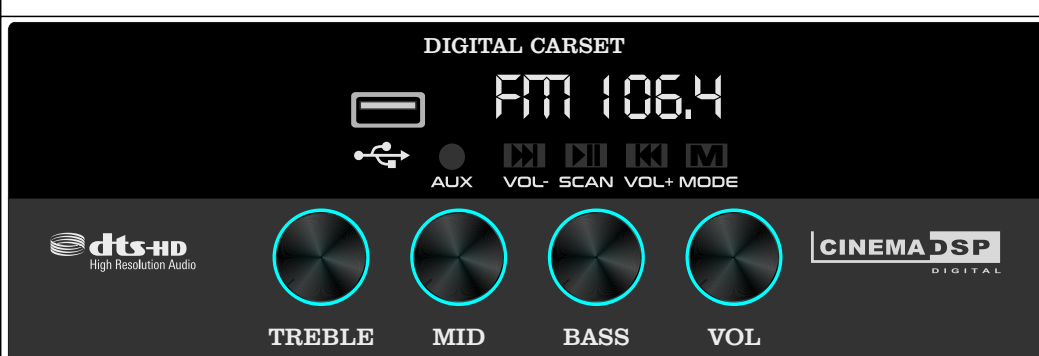 DIGITAL CARSET
FM 106.4
AUX VOL- SCAN VOL+ MODE
M
dts-HD
High Resolution Audio
CINEMA DSP
DIGITAL
TREBLE MID BASS VOL